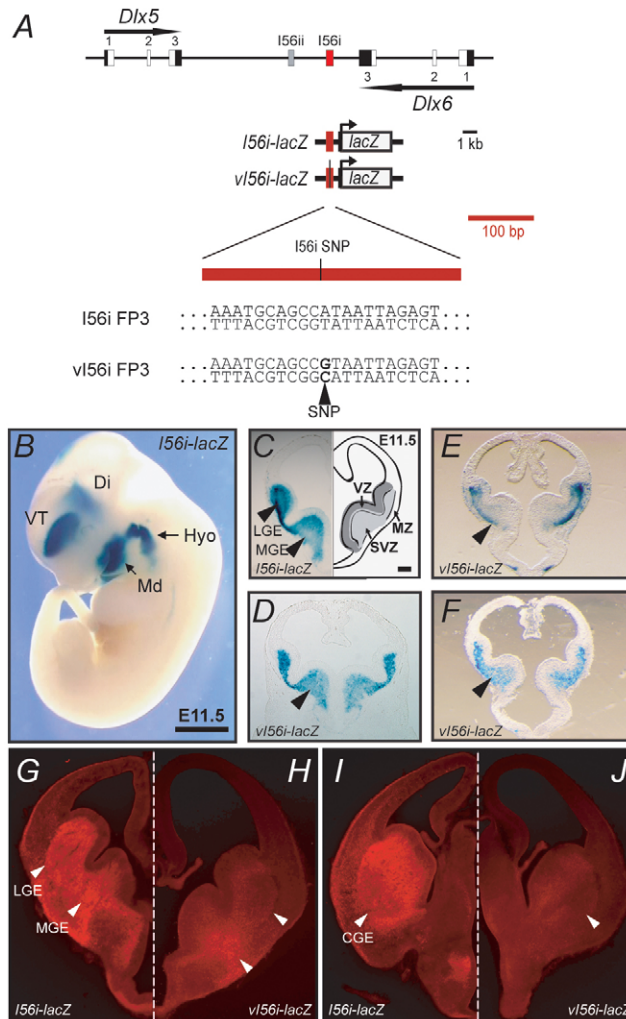 A
Dlx5
1 2 3
I56ii I56i
3 2 1
Dlx6
I56i-lacZ lacZ
1 kb
vI56i-lacZ lacZ
100 bp
I56i SNP
I56i FP3 ...AAATGCAGCCATAATTAGAGT...
...TTTACGTCGGTATTAATCTCA...
vI56i FP3 ...AAATGCAGCCGTAATTAGAGT...
...TTTACGTCGGCATTAATCTCA...
SNP
B I56i-lacZ
Di
VT
Hyo
Md
E11.5
C E11.5
VZ
LGE
MZ
MGE
SVZ
I56i-lacZ
D
vI56i-lacZ
E
vI56i-lacZ
F
vI56i-lacZ
G H
LGE
MGE
I56i-lacZ vI56i-lacZ
I J
CGE
I56i-lacZ vI56i-lacZ